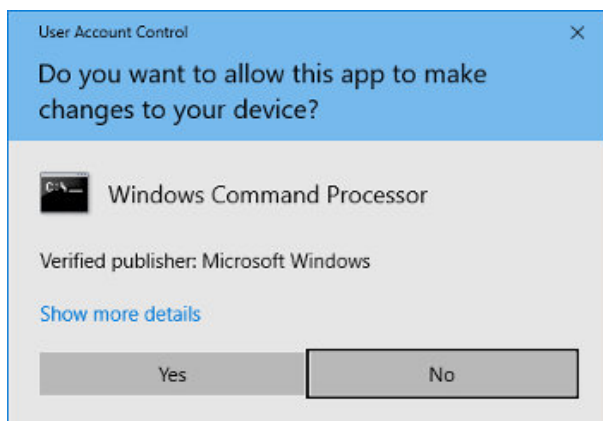 User Account Control
Do you want to allow this app to make
changes to your device?
C:\_
Windows Command Processor
Verified publisher: Microsoft Windows
Show more details
Yes
No